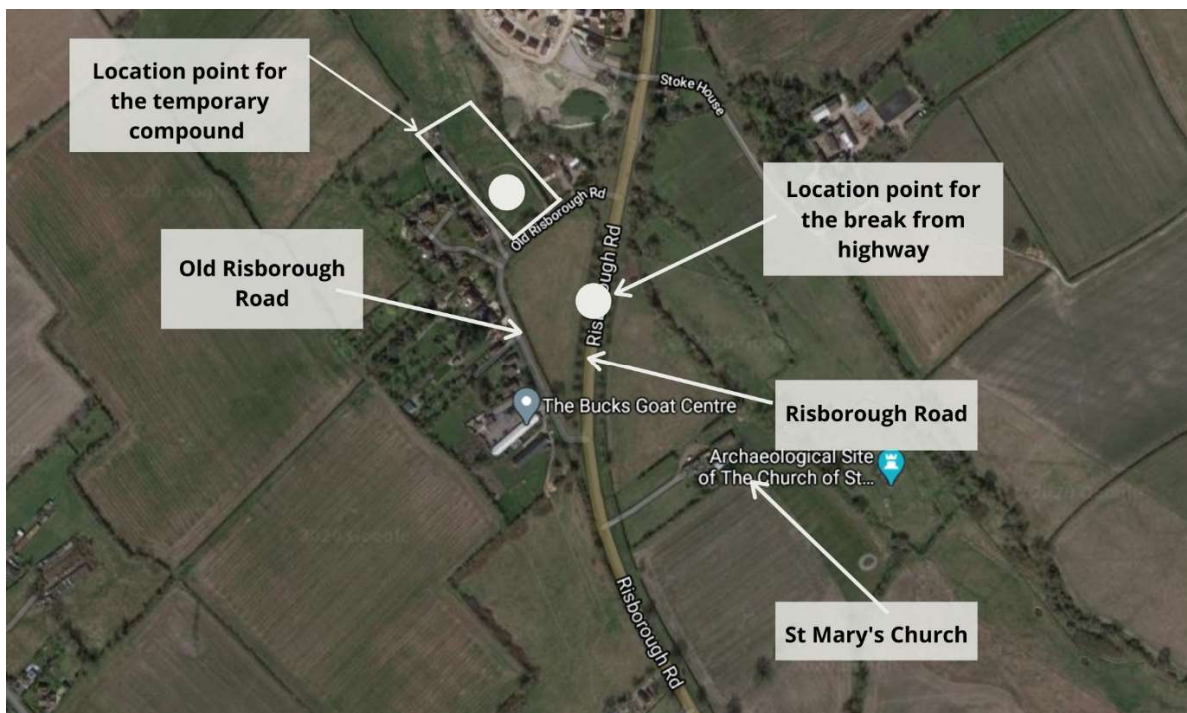 Location point for
the temporary
compound
Stoke House
Location point for
the break from
highway
Old Risborough Rd
Old Risborough
Road
Risborough Rd
The Bucks Goat Centre
Risborough Road
Archaeological Site
of The Church of St...
St Mary's Church
Risborough Rd